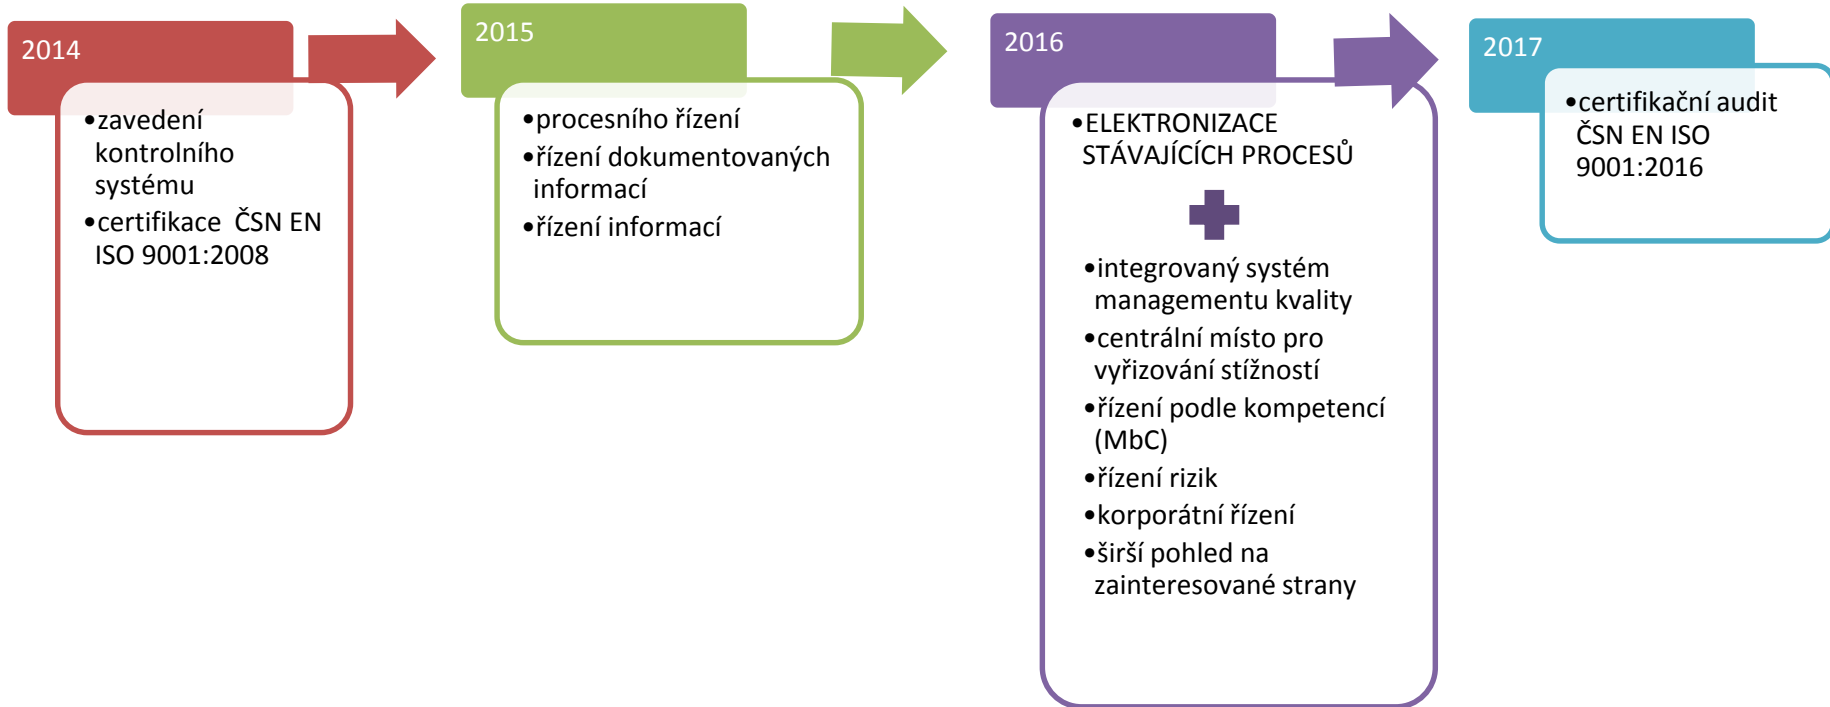 2014
•zavedení
kontrolního
systému
•certifikace  ČSN EN
ISO 9001:2008
2015
•procesního řízení
•řízení dokumentovaných
informací
•řízení informací
2016
•ELEKTRONIZACE
STÁVAJÍCÍCH PROCESŮ
•integrovaný systém
managementu kvality
•centrální místo pro
vyřizování stížností
•řízení podle kompetencí
(MbC)
•řízení rizik
•korporátní řízení
•širší pohled na
zainteresované strany
2017
•certifikační audit
ČSN EN ISO
9001:2016